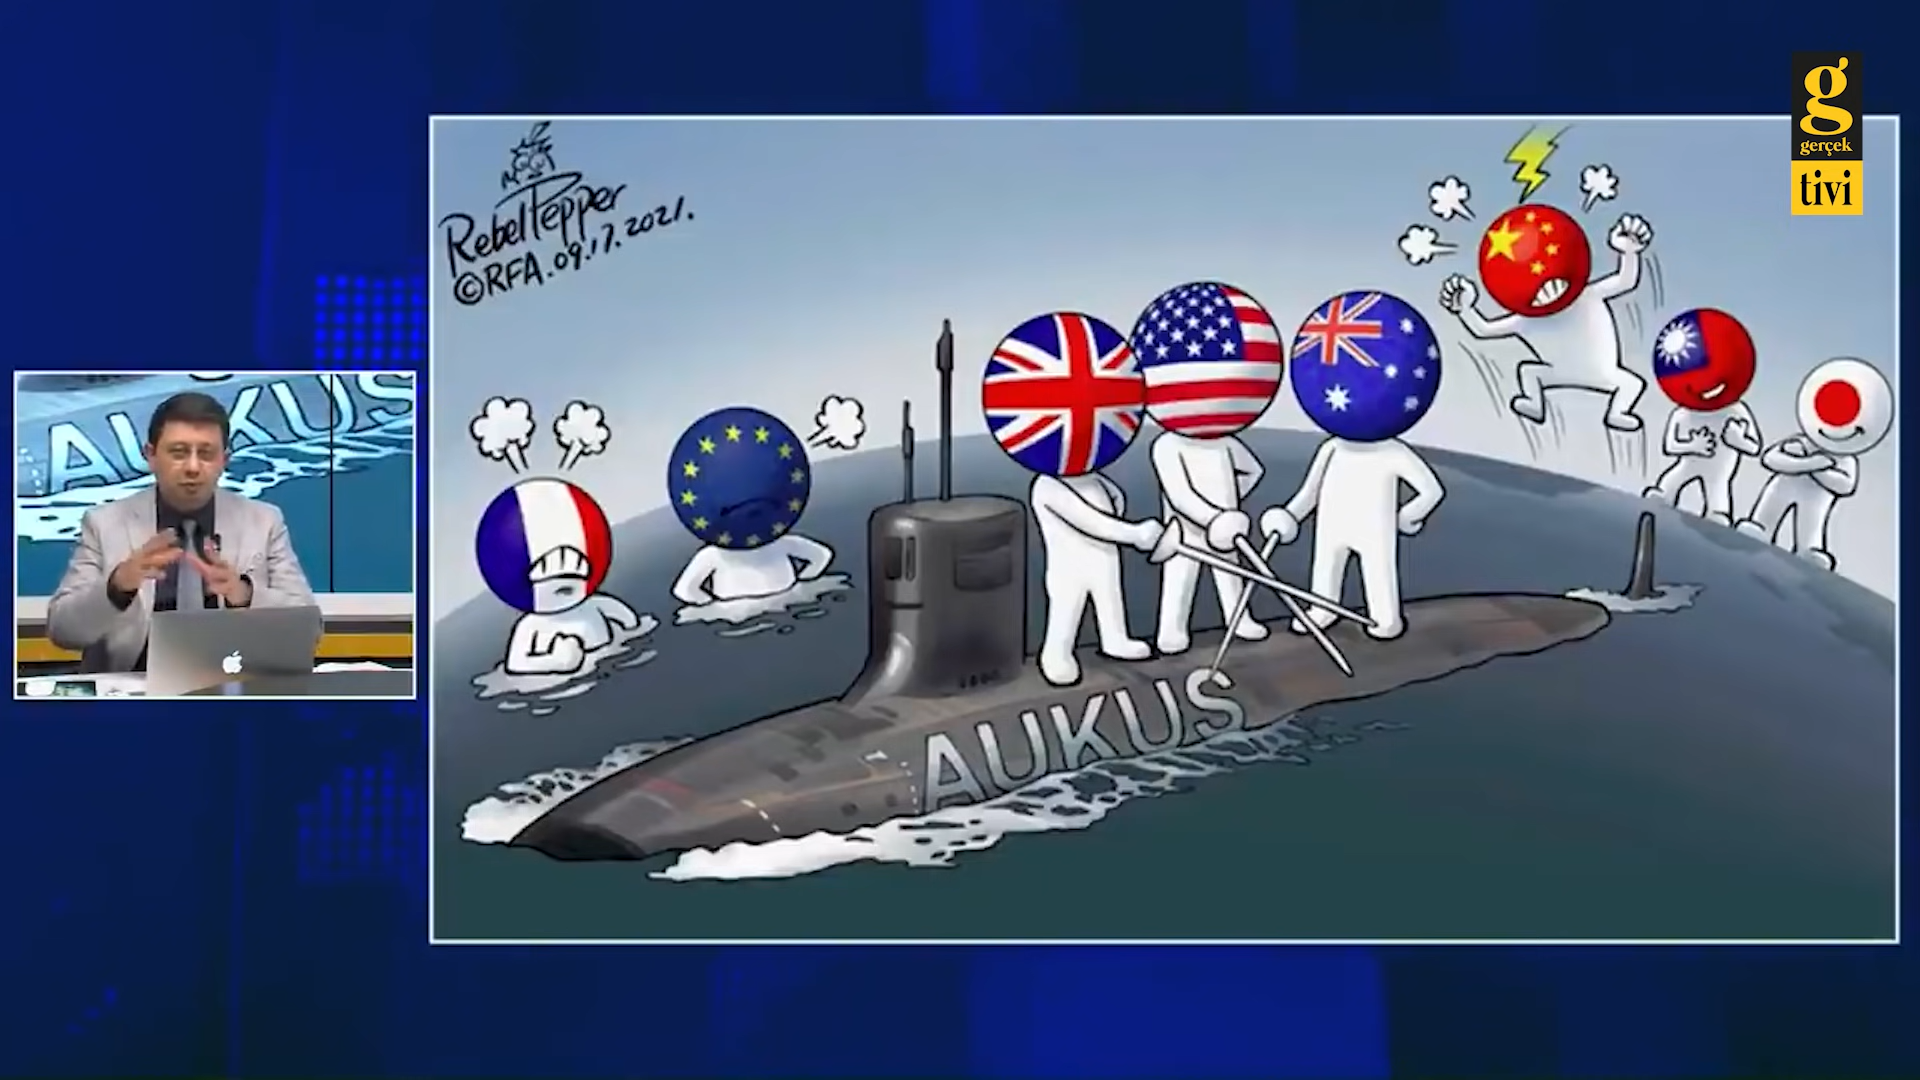 RebelPepper
©RFA.09.17.2021.
AUKUS
g
gerçek
tivi
AUKUS